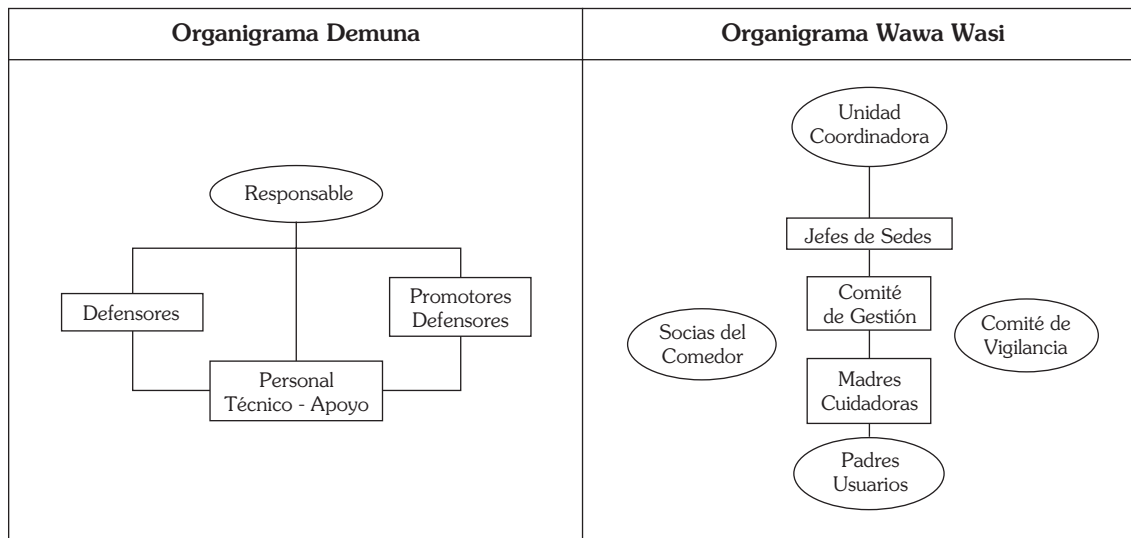 Organigrama Demuna
Organigrama Wawa Wasi
Responsable
Defensores
Promotores
Defensores
Personal
Técnico - Apoyo
Unidad
Coordinadora
Jefes de Sedes
Comité
de Gestión
Socias del
Comedor
Comité de
Vigilancia
Madres
Cuidadoras
Padres
Usuarios